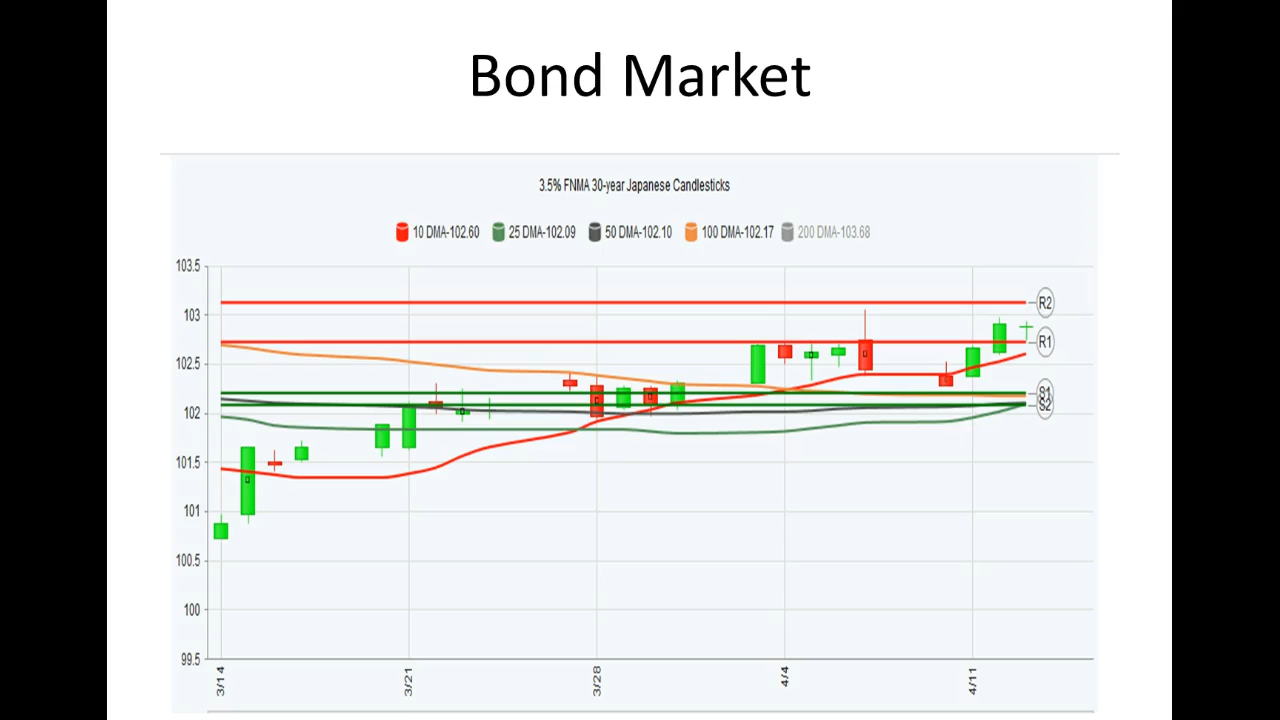 Bond Market
3.5% FNMA 30-year Japanese Candlesticks
10 DMA-102.60 25 DMA-102.09 50 DMA-102.10 100 DMA-102.17 200 DMA-103.68
103.5
103
102.5
102
101.5
101
100.5
100
99.5
R2
R1
S1
S2
3/14 3/21 3/28 4/4 4/11